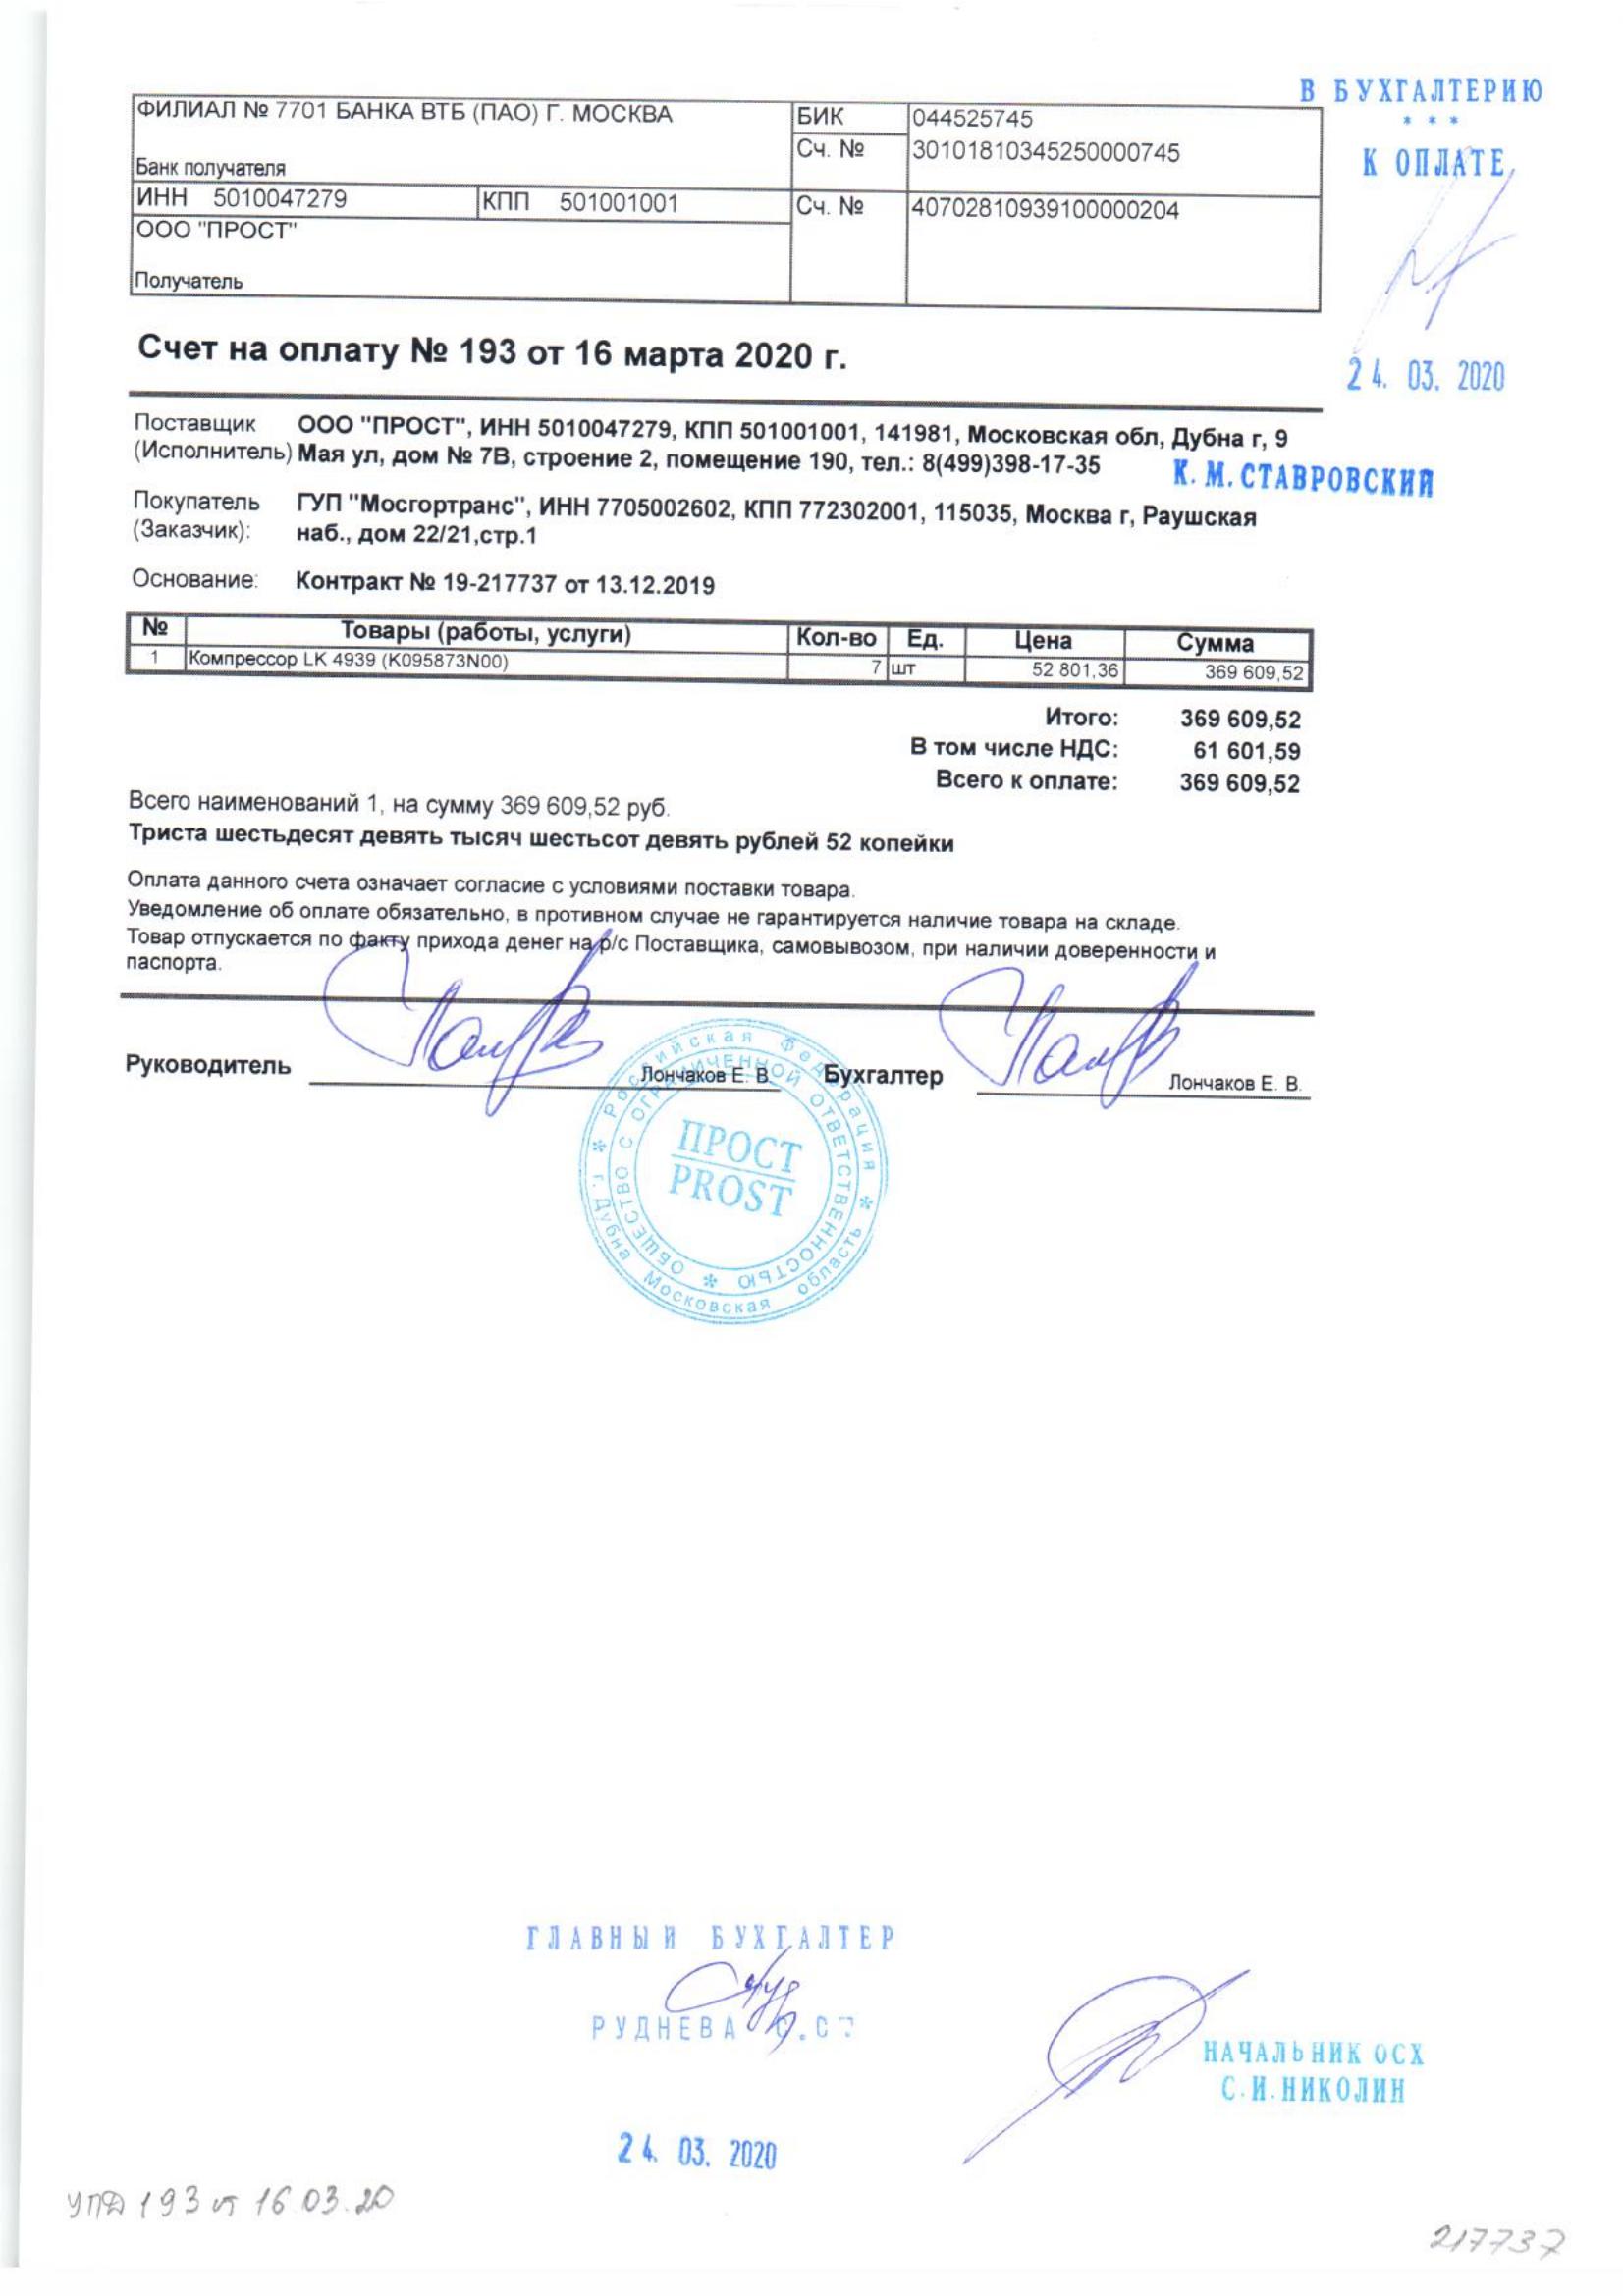 В БУХГАЛТЕРИЮ
* * *
К ОПЛАТЕ
24. 03. 2020
ФИЛИАЛ № 7701 БАНКА ВТБ (ПАО) Г. МОСКВА
БИК 044525745
Сч. № 30101810345250000745
Банк получателя
ИНН 5010047279 КПП 501001001 Сч. № 40702810939100000204
ООО "ПРОСТ"
Получатель
Счет на оплату № 193 от 16 марта 2020 г.
Поставщик ООО "ПРОСТ", ИНН 5010047279, КПП 501001001, 141981, Московская обл, Дубна г, 9
(Исполнитель) Мая ул, дом № 7В, строение 2, помещение 190, тел.: 8(499)398-17-35
К. М. СТАВРОВСКИЙ
Покупатель ГУП "Мосгортранс", ИНН 7705002602, КПП 772302001, 115035, Москва г, Раушская
(Заказчик): наб., дом 22/21,стр.1
Основание: Контракт № 19-217737 от 13.12.2019
№ Товары (работы, услуги) Кол-во Ед. Цена Сумма
1 Компрессор LK 4939 (K095873N00) 7 шт 52 801,36 369 609,52
Итого: 369 609,52
В том числе НДС: 61 601,59
Всего к оплате: 369 609,52
Всего наименований 1, на сумму 369 609,52 руб.
Триста шестьдесят девять тысяч шестьсот девять рублей 52 копейки
Оплата данного счета означает согласие с условиями поставки товара.
Уведомление об оплате обязательно, в противном случае не гарантируется наличие товара на складе.
Товар отпускается по факту прихода денег на р/с Поставщика, самовывозом, при наличии доверенности и
паспорта.
Руководитель Лончаков Е. В. Бухгалтер Лончаков Е. В.
Российская Федерация * г. Дубна Московская область *
ОБЩЕСТВО С ОГРАНИЧЕННОЙ ОТВЕТСТВЕННОСТЬЮ *
ПРОСТ
PROST
ГЛАВНЫЙ БУХГАЛТЕР
РУДНЕВА
НАЧАЛЬНИК ОСХ
С.И.НИКОЛИН
24. 03. 2020
УПД 193 от 16.03.20
217737